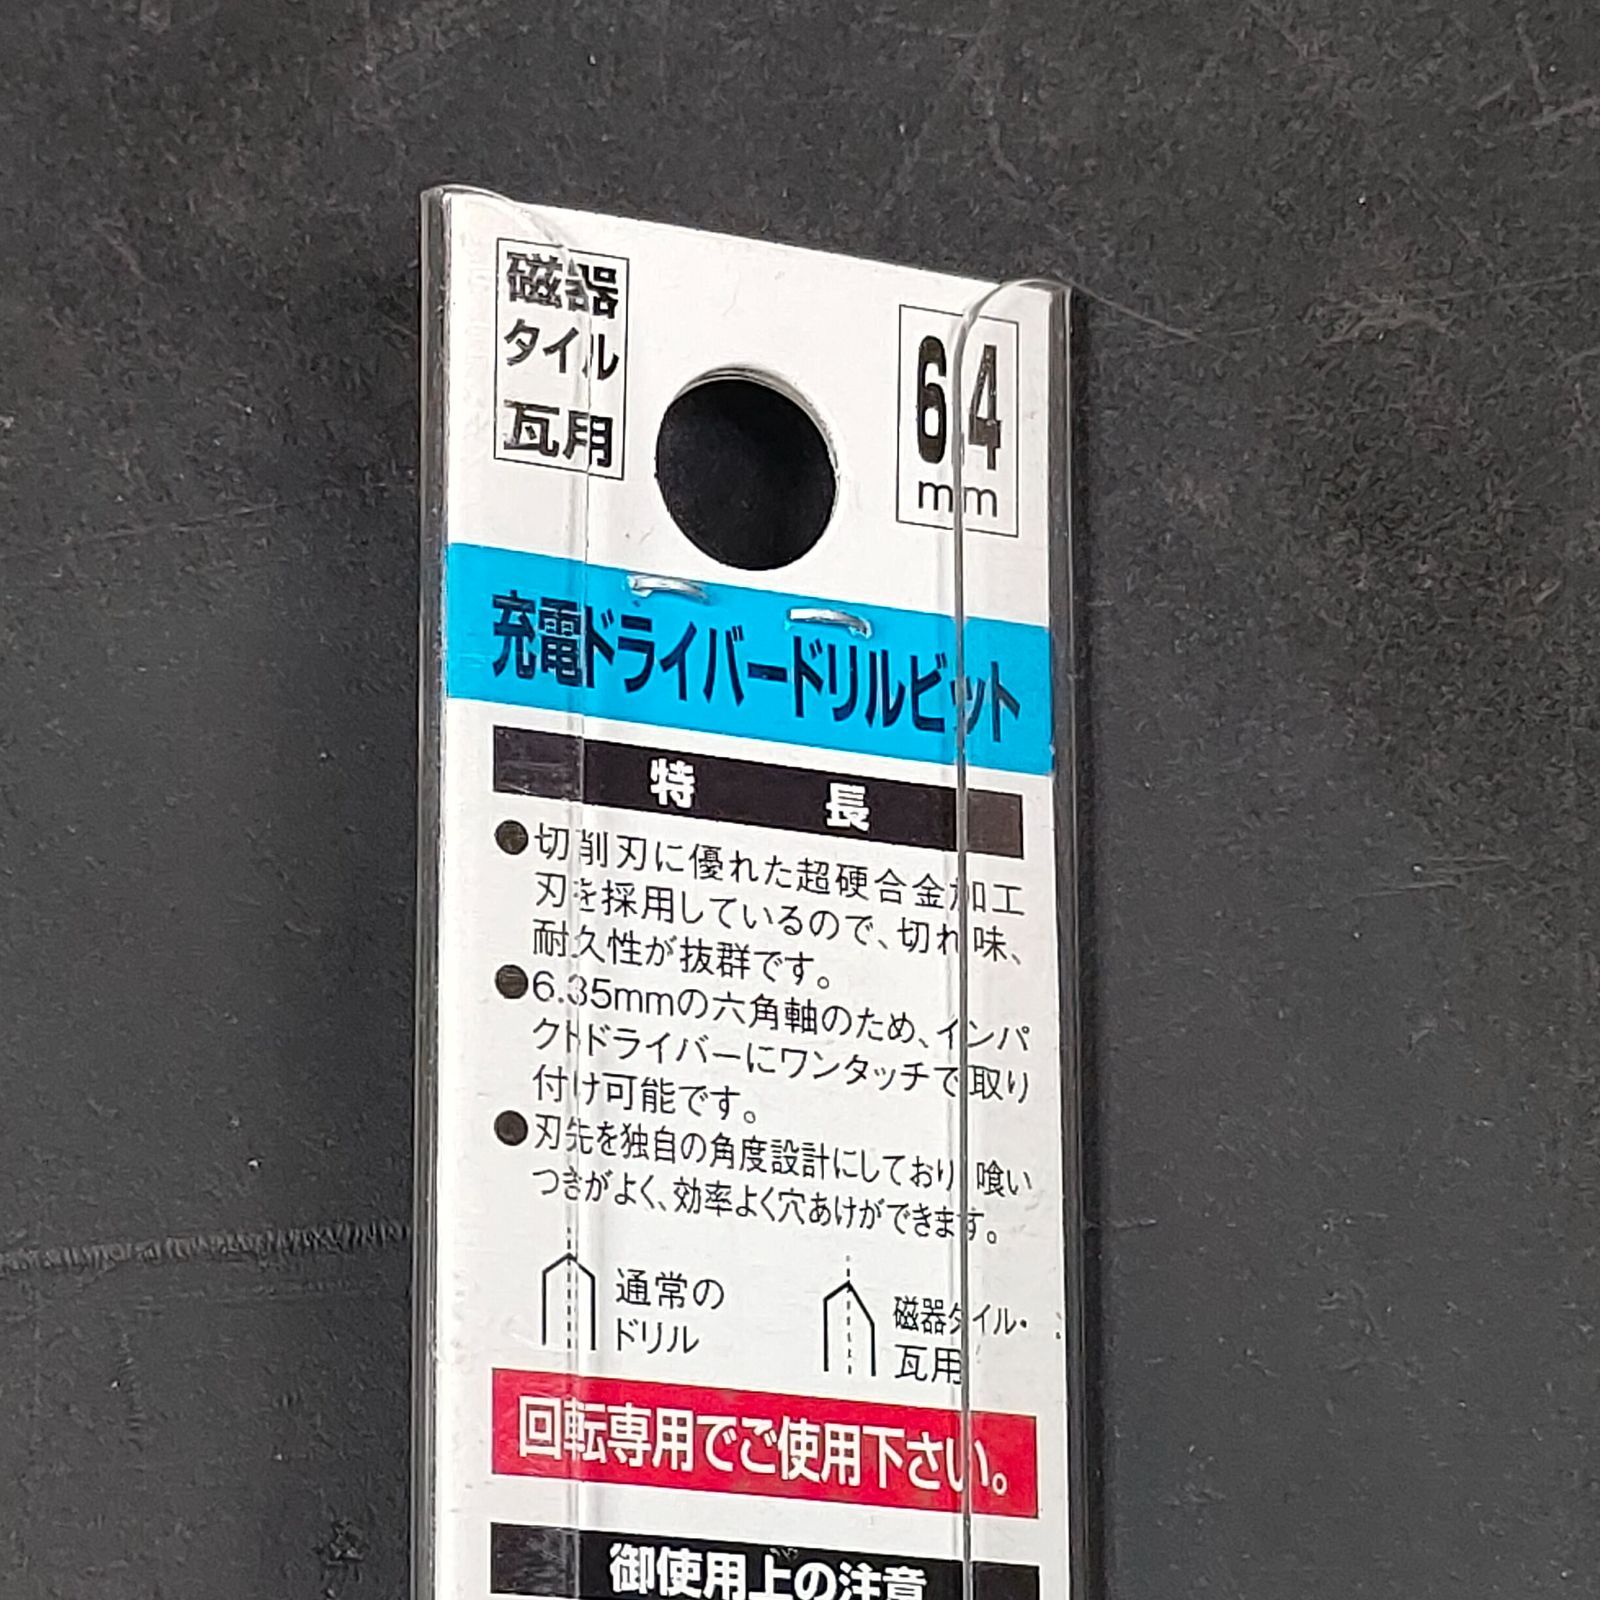 磁器
タイル
瓦用
6.4
mm
充電ドライバードリルビット
特 長
●切削刃に優れた超硬合金加工
刃を採用しているので、切れ味、
耐久性が抜群です。
●6.35mmの六角軸のため、インパ
クトドライバーにワンタッチで取り
付け可能です。
●刃先を独自の角度設計にしており、喰い
つきがよく、効率よく穴あけができます。
通常の
ドリル
磁器タイル・
瓦用
回転専用でご使用下さい。
御使用上の注意